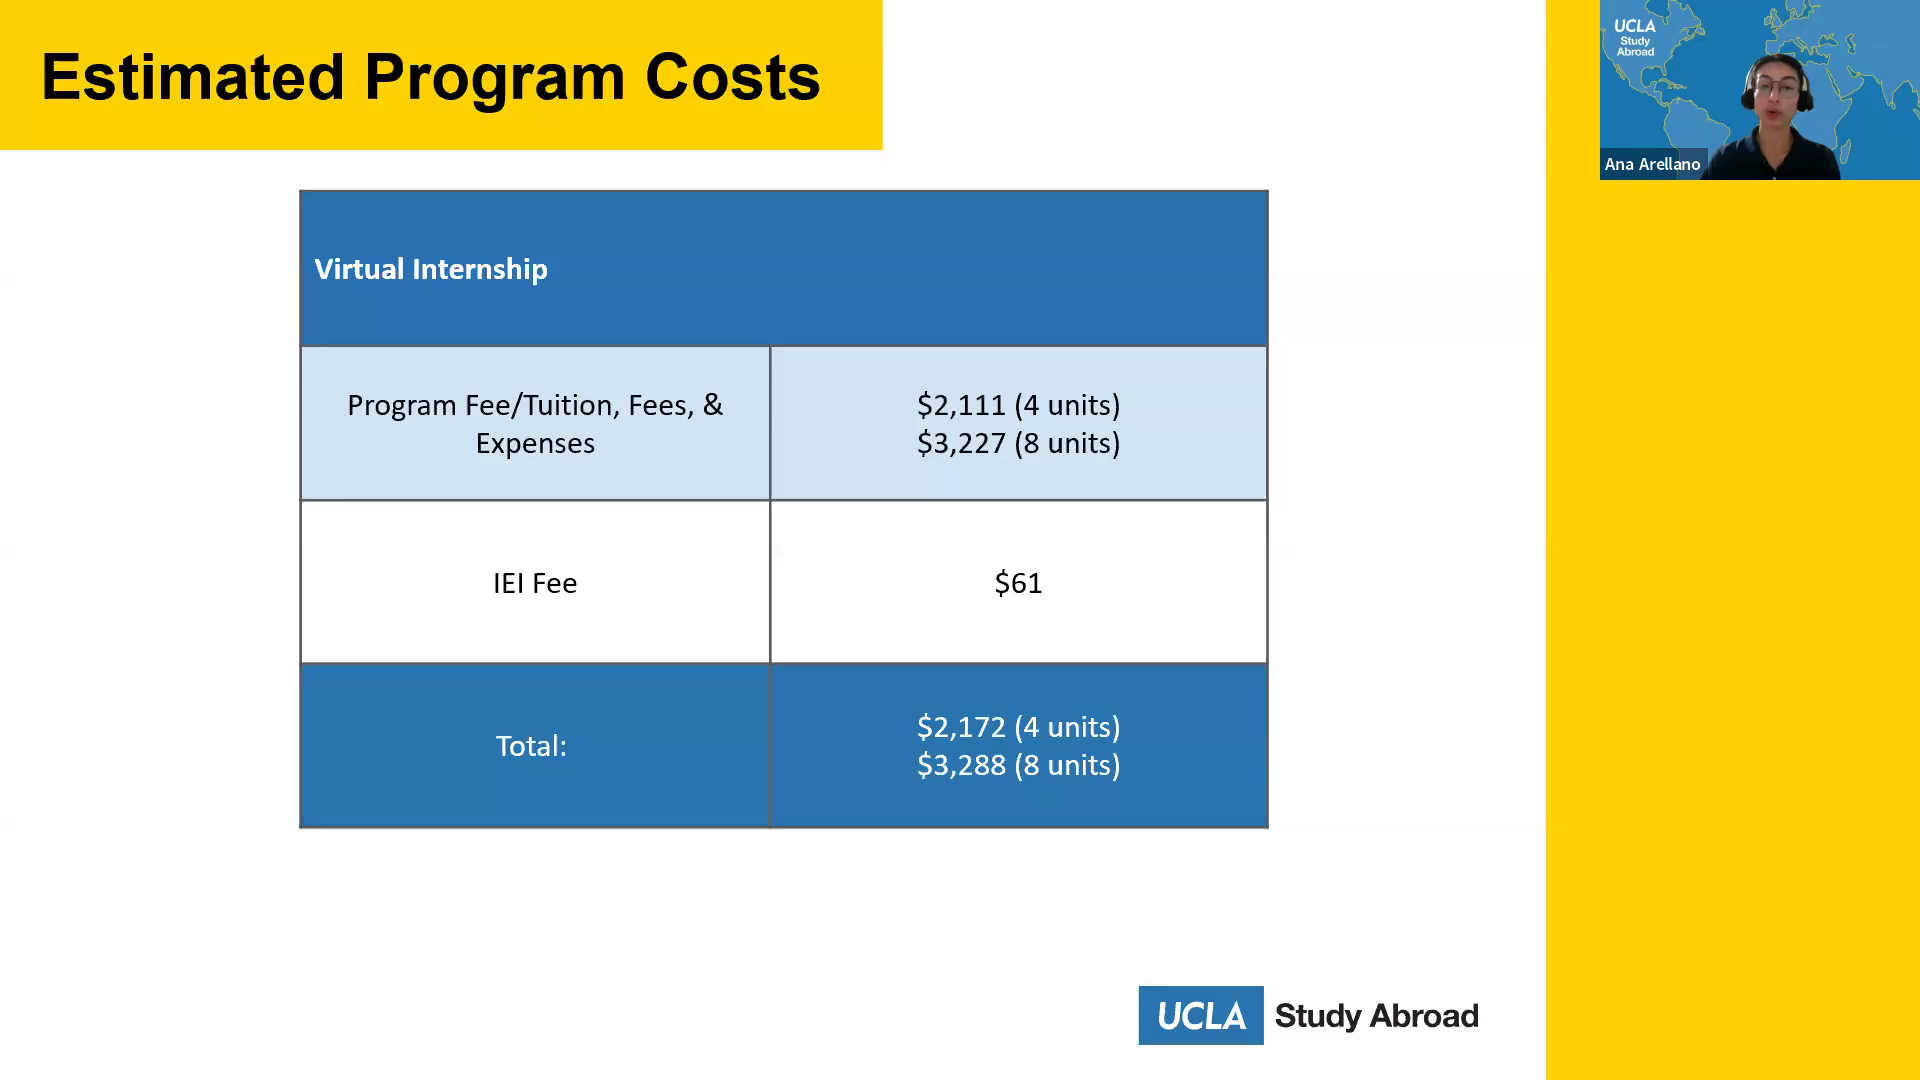 Estimated Program Costs
UCLA
Study
Abroad
Ana Arellano
Virtual Internship
Program Fee/Tuition, Fees, &
Expenses
$2,111 (4 units)
$3,227 (8 units)
IEI Fee
$61
Total:
$2,172 (4 units)
$3,288 (8 units)
UCLA Study Abroad